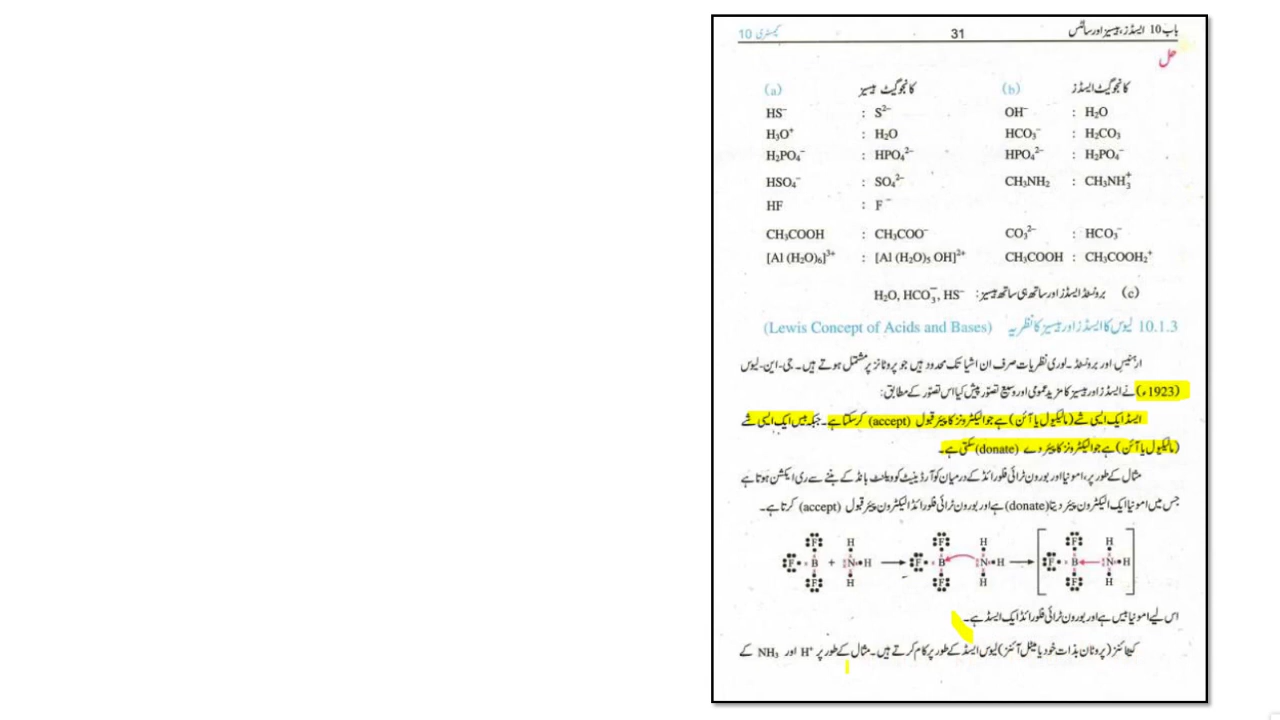 باب 10 ایسڈز، بیسیز اور سالٹس 31 کیمسٹری 10
حل
(a) کانجوگیٹ بیسیز (b) کانجوگیٹ ایسڈز
HS⁻ : S²⁻ OH⁻ : H₂O
H₃O⁺ : H₂O HCO₃⁻ : H₂CO₃
H₂PO₄⁻ : HPO₄²⁻ HPO₄²⁻ : H₂PO₄⁻
HSO₄⁻ : SO₄²⁻ CH₃NH₂ : CH₃NH₃⁺
HF : F⁻
CH₃COOH : CH₃COO⁻ CO₃²⁻ : HCO₃⁻
[Al (H₂O)₆]³⁺ : [Al (H₂O)₅ OH]²⁺ CH₃COOH : CH₃COOH₂⁺
(c) برونسٹڈ ایسڈز اور ساتھ ہی ساتھ بیسیز: H₂O, HCO₃⁻, HS⁻
10.1.3 لیوس کا ایسڈز اور بیسیز کا نظریہ (Lewis Concept of Acids and Bases)
ارہینیس اور برونسٹڈ۔لوری نظریات صرف ان اشیا تک محدود ہیں جو پروٹانز پر مشتمل ہوتے ہیں۔ جی-این-لیوس
(1923ء) نے ایسڈز اور بیسیز کا مزید عمومی اور وسیع تصوّر پیش کیا اس تصوّر کے مطابق:
ایسڈ ایک ایسی شے (مالیکیول یا آئن) ہے جو الیکٹرونز کا پیئر قبول (accept) کر سکتا ہے۔ جبکہ بیس ایک ایسی شے
(مالیکیول یا آئن) ہے جو الیکٹرونز کا پیئر دے (donate) سکتی ہے۔
مثال کے طور پر، امونیا اور بورون ٹرائی فلورائڈ کے درمیان کوآرڈینیٹ کوویلنٹ بانڈ کے بننے سے ری ایکشن ہوتا ہے
جس میں امونیا ایک الیکٹرون پیئر دیتا (donate) ہے اور بورون ٹرائی فلورائڈ الیکٹرون پیئر قبول (accept) کرتا ہے۔
F H F H F H
F B + N H F B N H F B N H
F H F H F H
اس لیے امونیا بیس ہے اور بورون ٹرائی فلورائڈ ایک ایسڈ ہے۔
کیٹائنز (پروٹان بذات خود یا میٹل آئنز) لیوس ایسڈ کے طور پر کام کرتے ہیں۔ مثال کے طور پر H⁺ اور NH₃ کے